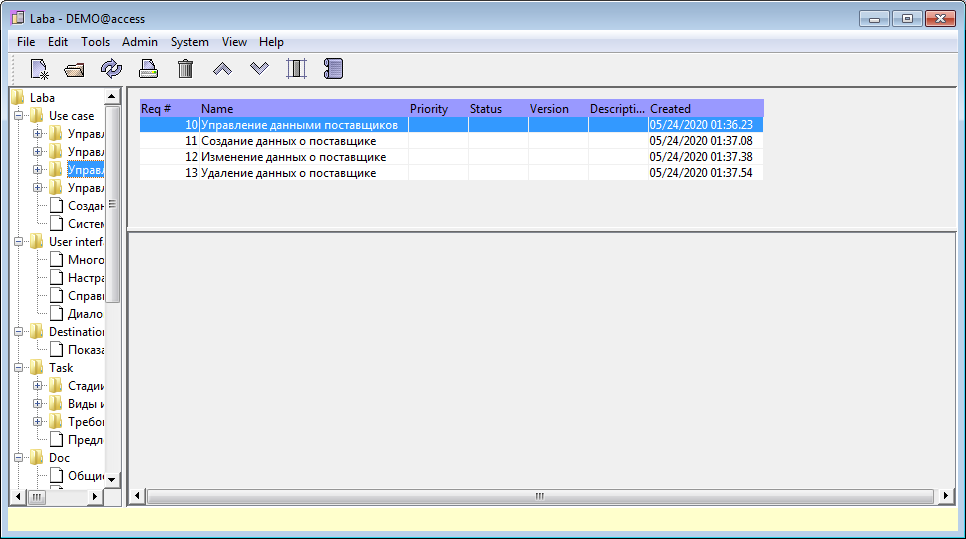 Laba - DEMO@access
File Edit Tools Admin System View Help
Laba
Use case
Управл
Управл
Управл
Управл
Создан
Систем
User interf
Много
Настра
Справ
Диало
Destination
Показа
Task
Стадии
Виды и
Требо
Предл
Doc
Общие
Req # Name Priority Status Version Descripti... Created
10 Управление данными поставщиков 05/24/2020 01:36.23
11 Создание данных о поставщике 05/24/2020 01:37.08
12 Изменение данных о поставщике 05/24/2020 01:37.38
13 Удаление данных о поставщике 05/24/2020 01:37.54